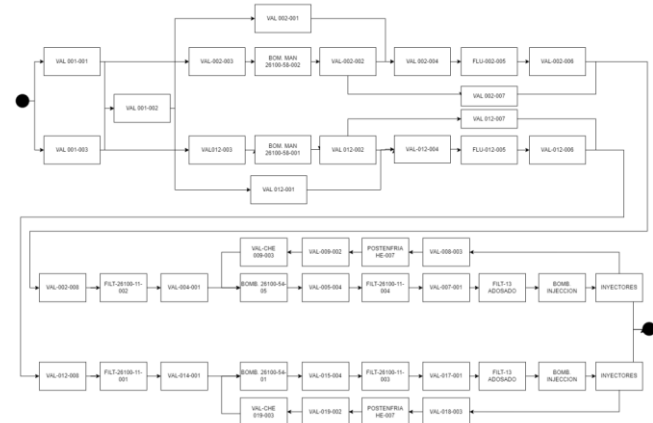 VAL 002-001
VAL 001-001
VAL-002-003
BOM. MAN
26100-58-002
VAL-002-002
VAL 002-004
FLU-002-005
VAL-002-006
VAL 002-007
VAL 001-002
VAL 012-007
VAL 001-003
VAL012-003
BOM. MAN
26100-58-001
VAL 012-002
VAL-012-004
FLU-012-005
VAL-012-006
VAL 012-001
VAL-CHE
009-003
VAL-009-002
POSTENFRIA
HE-007
VAL-008-003
VAL-002-008
FILT-26100-11-
002
VAL-004-001
BOMB. 26100-54-
05
VAL-005-004
FILT-26100-11-
004
VAL-007-001
FILT-13
ADOSADO
BOMB.
INJECCION
INYECTORES
VAL-012-008
FILT-26100-11-
001
VAL-014-001
BOMB. 26100-54-
01
VAL-015-004
FILT-26100-11-
003
VAL-017-001
FILT-13
ADOSADO
BOMB.
INJECCION
INYECTORES
VAL-CHE
019-003
VAL-019-002
POSTENFRIA
HE-007
VAL-018-003